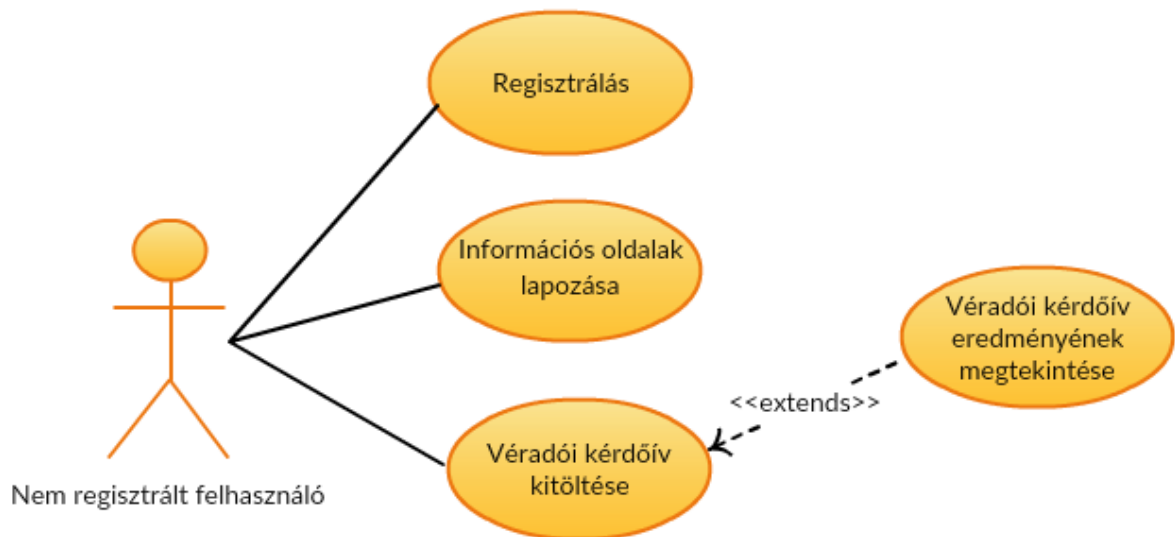 Regisztrálás
Információs oldalak
lapozása
Véradói kérdőív
eredményének
megtekintése
<<extends>>
Véradói kérdőív
kitöltése
Nem regisztrált felhasználó